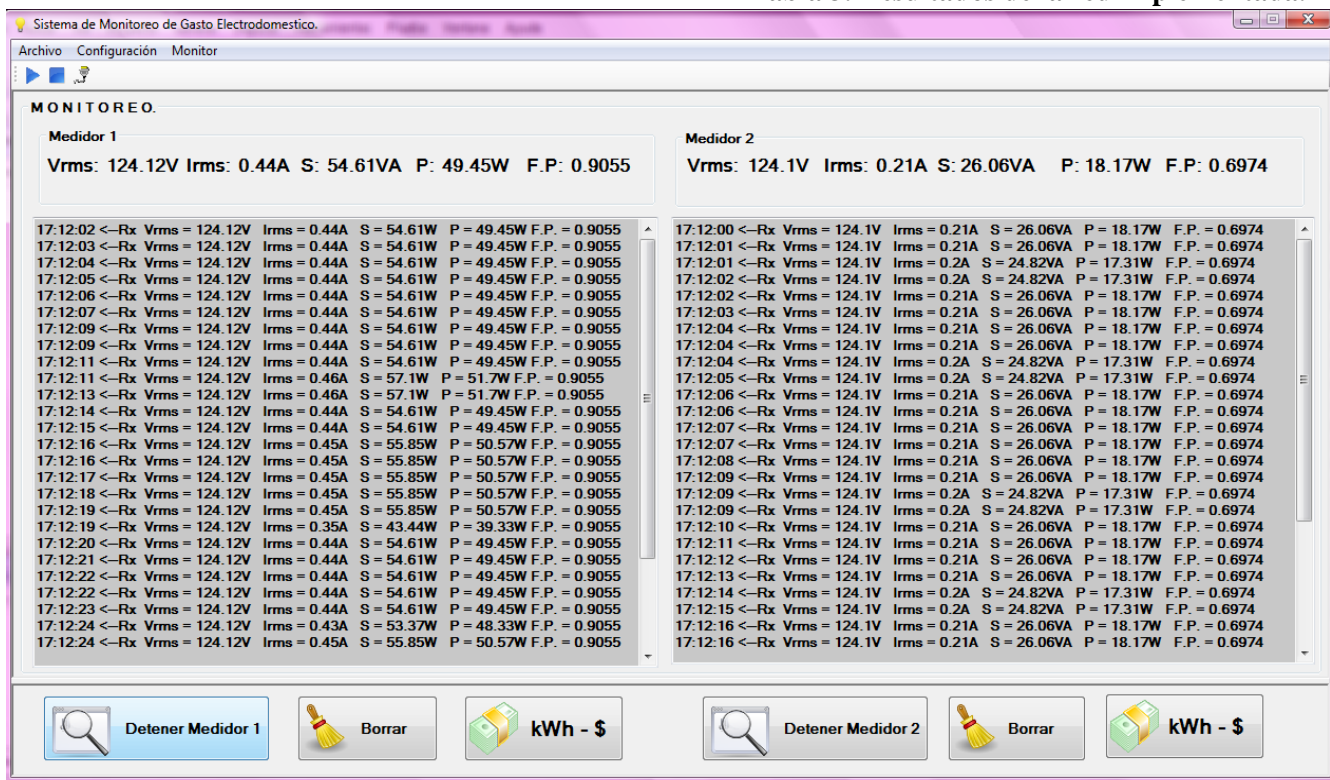 Sistema de Monitoreo de Gasto Electrodomestico.
Archivo Configuración Monitor
MONITOREO.
Medidor 1
Vrms: 124.12V Irms: 0.44A S: 54.61VA P: 49.45W F.P: 0.9055
17:12:02 <--Rx Vrms = 124.12V Irms = 0.44A S = 54.61W P = 49.45W F.P. = 0.9055
17:12:03 <--Rx Vrms = 124.12V Irms = 0.44A S = 54.61W P = 49.45W F.P. = 0.9055
17:12:04 <--Rx Vrms = 124.12V Irms = 0.44A S = 54.61W P = 49.45W F.P. = 0.9055
17:12:05 <--Rx Vrms = 124.12V Irms = 0.44A S = 54.61W P = 49.45W F.P. = 0.9055
17:12:06 <--Rx Vrms = 124.12V Irms = 0.44A S = 54.61W P = 49.45W F.P. = 0.9055
17:12:07 <--Rx Vrms = 124.12V Irms = 0.44A S = 54.61W P = 49.45W F.P. = 0.9055
17:12:09 <--Rx Vrms = 124.12V Irms = 0.44A S = 54.61W P = 49.45W F.P. = 0.9055
17:12:09 <--Rx Vrms = 124.12V Irms = 0.44A S = 54.61W P = 49.45W F.P. = 0.9055
17:12:11 <--Rx Vrms = 124.12V Irms = 0.44A S = 54.61W P = 49.45W F.P. = 0.9055
17:12:11 <--Rx Vrms = 124.12V Irms = 0.46A S = 57.1W P = 51.7W F.P. = 0.9055
17:12:13 <--Rx Vrms = 124.12V Irms = 0.46A S = 57.1W P = 51.7W F.P. = 0.9055
17:12:14 <--Rx Vrms = 124.12V Irms = 0.44A S = 54.61W P = 49.45W F.P. = 0.9055
17:12:15 <--Rx Vrms = 124.12V Irms = 0.44A S = 54.61W P = 49.45W F.P. = 0.9055
17:12:16 <--Rx Vrms = 124.12V Irms = 0.45A S = 55.85W P = 50.57W F.P. = 0.9055
17:12:16 <--Rx Vrms = 124.12V Irms = 0.45A S = 55.85W P = 50.57W F.P. = 0.9055
17:12:17 <--Rx Vrms = 124.12V Irms = 0.45A S = 55.85W P = 50.57W F.P. = 0.9055
17:12:18 <--Rx Vrms = 124.12V Irms = 0.45A S = 55.85W P = 50.57W F.P. = 0.9055
17:12:19 <--Rx Vrms = 124.12V Irms = 0.45A S = 55.85W P = 50.57W F.P. = 0.9055
17:12:19 <--Rx Vrms = 124.12V Irms = 0.35A S = 43.44W P = 39.33W F.P. = 0.9055
17:12:20 <--Rx Vrms = 124.12V Irms = 0.44A S = 54.61W P = 49.45W F.P. = 0.9055
17:12:21 <--Rx Vrms = 124.12V Irms = 0.44A S = 54.61W P = 49.45W F.P. = 0.9055
17:12:22 <--Rx Vrms = 124.12V Irms = 0.44A S = 54.61W P = 49.45W F.P. = 0.9055
17:12:22 <--Rx Vrms = 124.12V Irms = 0.44A S = 54.61W P = 49.45W F.P. = 0.9055
17:12:23 <--Rx Vrms = 124.12V Irms = 0.44A S = 54.61W P = 49.45W F.P. = 0.9055
17:12:24 <--Rx Vrms = 124.12V Irms = 0.43A S = 53.37W P = 48.33W F.P. = 0.9055
17:12:24 <--Rx Vrms = 124.12V Irms = 0.45A S = 55.85W P = 50.57W F.P. = 0.9055
Medidor 2
Vrms: 124.1V Irms: 0.21A S: 26.06VA P: 18.17W F.P: 0.6974
17:12:00 <--Rx Vrms = 124.1V Irms = 0.21A S = 26.06VA P = 18.17W F.P. = 0.6974
17:12:01 <--Rx Vrms = 124.1V Irms = 0.21A S = 26.06VA P = 18.17W F.P. = 0.6974
17:12:01 <--Rx Vrms = 124.1V Irms = 0.2A S = 24.82VA P = 17.31W F.P. = 0.6974
17:12:02 <--Rx Vrms = 124.1V Irms = 0.2A S = 24.82VA P = 17.31W F.P. = 0.6974
17:12:02 <--Rx Vrms = 124.1V Irms = 0.21A S = 26.06VA P = 18.17W F.P. = 0.6974
17:12:03 <--Rx Vrms = 124.1V Irms = 0.21A S = 26.06VA P = 18.17W F.P. = 0.6974
17:12:04 <--Rx Vrms = 124.1V Irms = 0.21A S = 26.06VA P = 18.17W F.P. = 0.6974
17:12:04 <--Rx Vrms = 124.1V Irms = 0.21A S = 26.06VA P = 18.17W F.P. = 0.6974
17:12:04 <--Rx Vrms = 124.1V Irms = 0.2A S = 24.82VA P = 17.31W F.P. = 0.6974
17:12:05 <--Rx Vrms = 124.1V Irms = 0.2A S = 24.82VA P = 17.31W F.P. = 0.6974
17:12:06 <--Rx Vrms = 124.1V Irms = 0.21A S = 26.06VA P = 18.17W F.P. = 0.6974
17:12:06 <--Rx Vrms = 124.1V Irms = 0.21A S = 26.06VA P = 18.17W F.P. = 0.6974
17:12:07 <--Rx Vrms = 124.1V Irms = 0.21A S = 26.06VA P = 18.17W F.P. = 0.6974
17:12:07 <--Rx Vrms = 124.1V Irms = 0.21A S = 26.06VA P = 18.17W F.P. = 0.6974
17:12:08 <--Rx Vrms = 124.1V Irms = 0.21A S = 26.06VA P = 18.17W F.P. = 0.6974
17:12:09 <--Rx Vrms = 124.1V Irms = 0.21A S = 26.06VA P = 18.17W F.P. = 0.6974
17:12:09 <--Rx Vrms = 124.1V Irms = 0.2A S = 24.82VA P = 17.31W F.P. = 0.6974
17:12:09 <--Rx Vrms = 124.1V Irms = 0.2A S = 24.82VA P = 17.31W F.P. = 0.6974
17:12:10 <--Rx Vrms = 124.1V Irms = 0.21A S = 26.06VA P = 18.17W F.P. = 0.6974
17:12:11 <--Rx Vrms = 124.1V Irms = 0.21A S = 26.06VA P = 18.17W F.P. = 0.6974
17:12:12 <--Rx Vrms = 124.1V Irms = 0.21A S = 26.06VA P = 18.17W F.P. = 0.6974
17:12:13 <--Rx Vrms = 124.1V Irms = 0.21A S = 26.06VA P = 18.17W F.P. = 0.6974
17:12:14 <--Rx Vrms = 124.1V Irms = 0.2A S = 24.82VA P = 17.31W F.P. = 0.6974
17:12:15 <--Rx Vrms = 124.1V Irms = 0.2A S = 24.82VA P = 17.31W F.P. = 0.6974
17:12:16 <--Rx Vrms = 124.1V Irms = 0.21A S = 26.06VA P = 18.17W F.P. = 0.6974
17:12:16 <--Rx Vrms = 124.1V Irms = 0.21A S = 26.06VA P = 18.17W F.P. = 0.6974
Detener Medidor 1
Borrar
kWh - $
Detener Medidor 2
Borrar
kWh - $